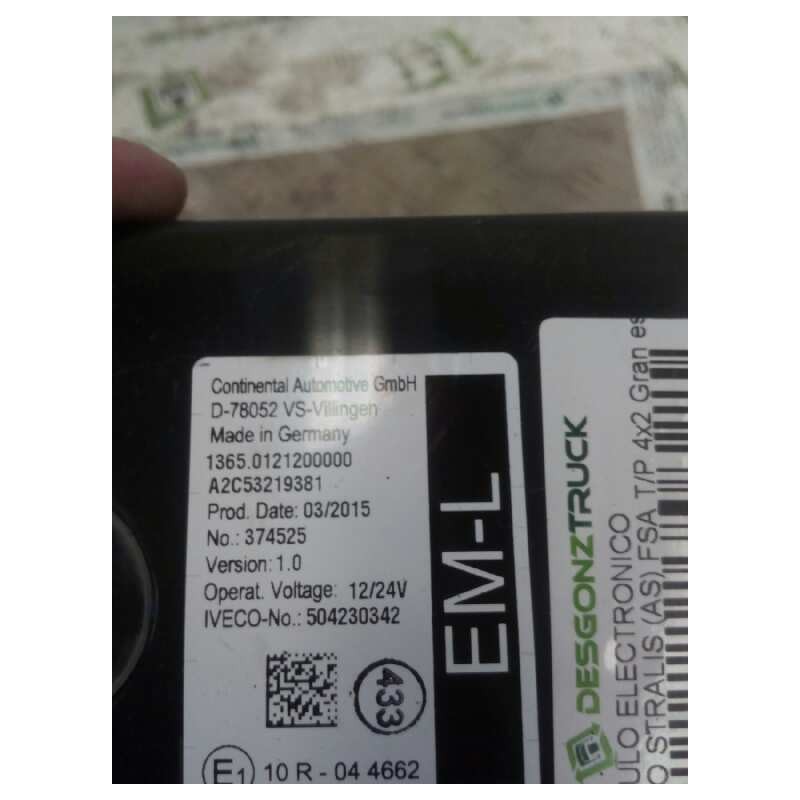 Continental Automotive GmbH
D-78052 VS-Villingen
Made in Germany
1365.0121200000
A2C53219381
Prod. Date: 03/2015
No.: 374525
Version: 1.0
Operat. Voltage: 12/24V
IVECO-No.: 504230342
433
E1 10 R - 04 4662
EM-L
DESGONZTRUCK
ULO ELECTRONICO
O STRALIS (AS) FSA T/P 4x2 Gran es